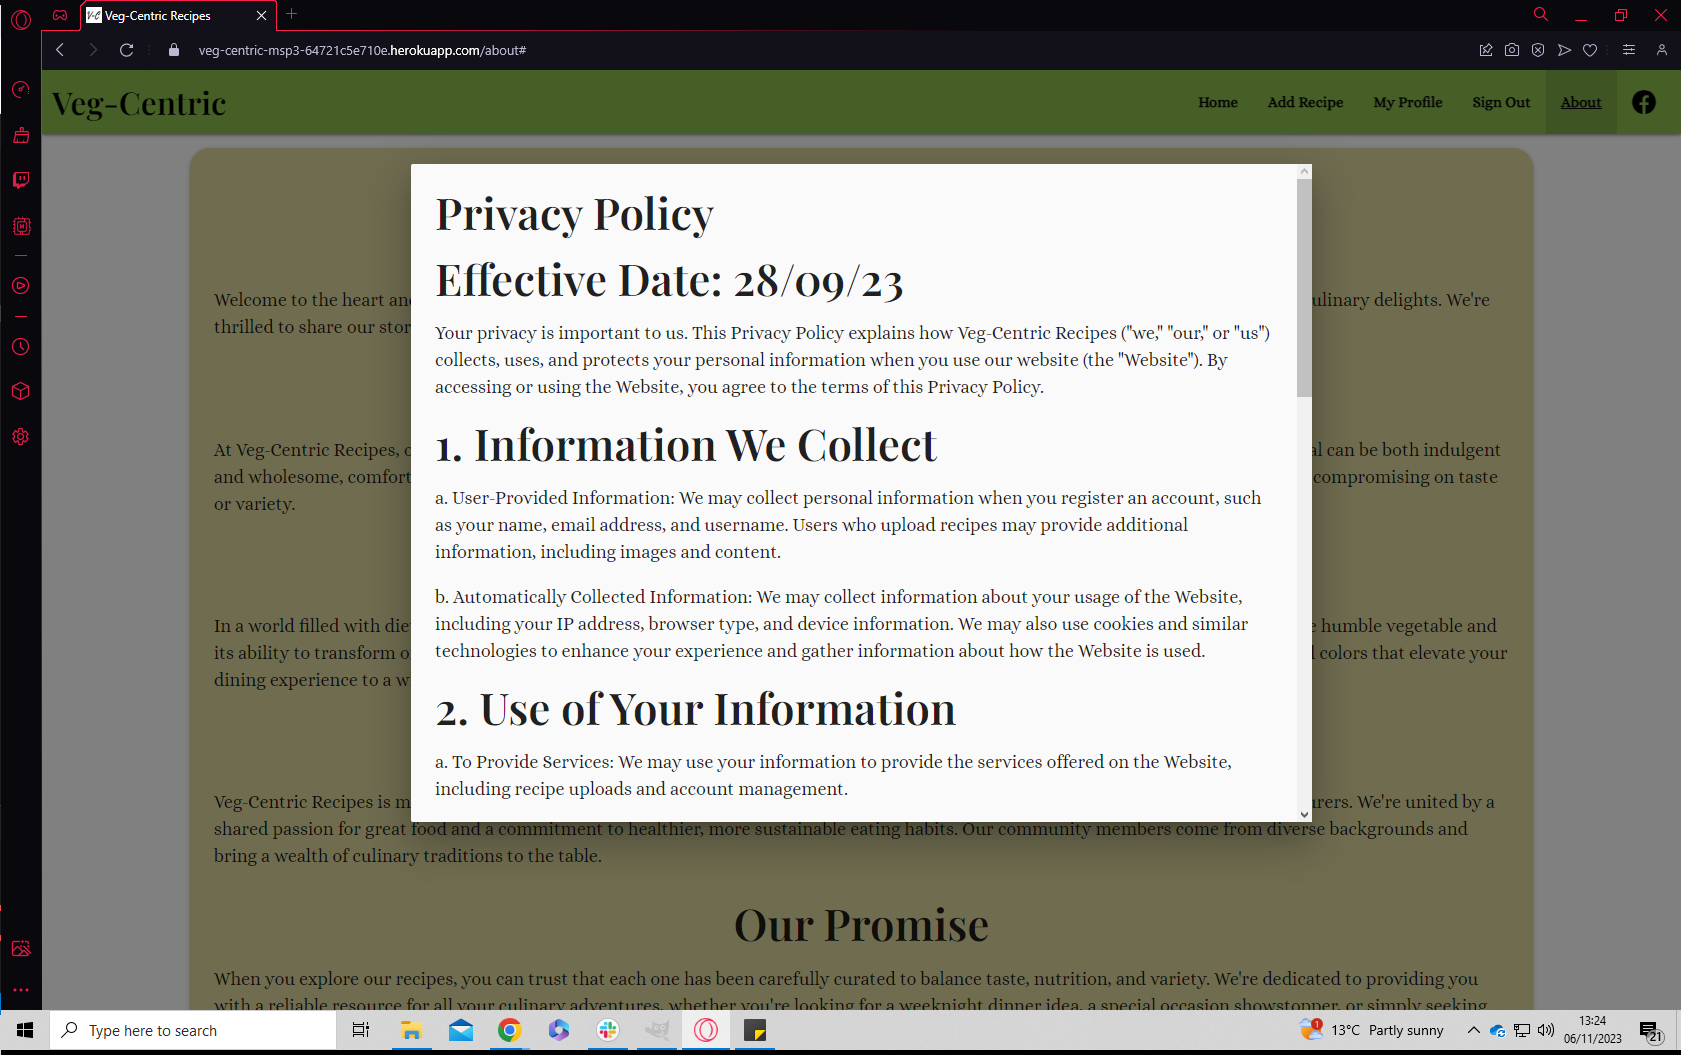 Veg-Centric Recipes
veg-centric-msp3-64721c5e710e.herokuapp.com/about#
Veg-Centric
Home
Add Recipe
My Profile
Sign Out
About
Privacy Policy
Effective Date: 28/09/23
Your privacy is important to us. This Privacy Policy explains how Veg-Centric Recipes ("we," "our," or "us")
collects, uses, and protects your personal information when you use our website (the "Website"). By
accessing or using the Website, you agree to the terms of this Privacy Policy.
1. Information We Collect
a. User-Provided Information: We may collect personal information when you register an account, such
as your name, email address, and username. Users who upload recipes may provide additional
information, including images and content.
b. Automatically Collected Information: We may collect information about your usage of the Website,
including your IP address, browser type, and device information. We may also use cookies and similar
technologies to enhance your experience and gather information about how the Website is used.
2. Use of Your Information
a. To Provide Services: We may use your information to provide the services offered on the Website,
including recipe uploads and account management.
Welcome to the heart an ulinary delights. We're
thrilled to share our stor
At Veg-Centric Recipes, al can be both indulgent
and wholesome, comfort compromising on taste
or variety.
In a world filled with die humble vegetable and
its ability to transform colors that elevate your
dining experience to a w
Veg-Centric Recipes is m urers. We're united by a
shared passion for great food and a commitment to healthier, more sustainable eating habits. Our community members come from diverse backgrounds and
bring a wealth of culinary traditions to the table.
Our Promise
When you explore our recipes, you can trust that each one has been carefully curated to balance taste, nutrition, and variety. We're dedicated to providing you
with a reliable resource for all your culinary adventures, whether you're looking for a weeknight dinner idea, a special occasion showstopper, or simply seeking
Type here to search
1
13°C Partly sunny
13:24
06/11/2023
21